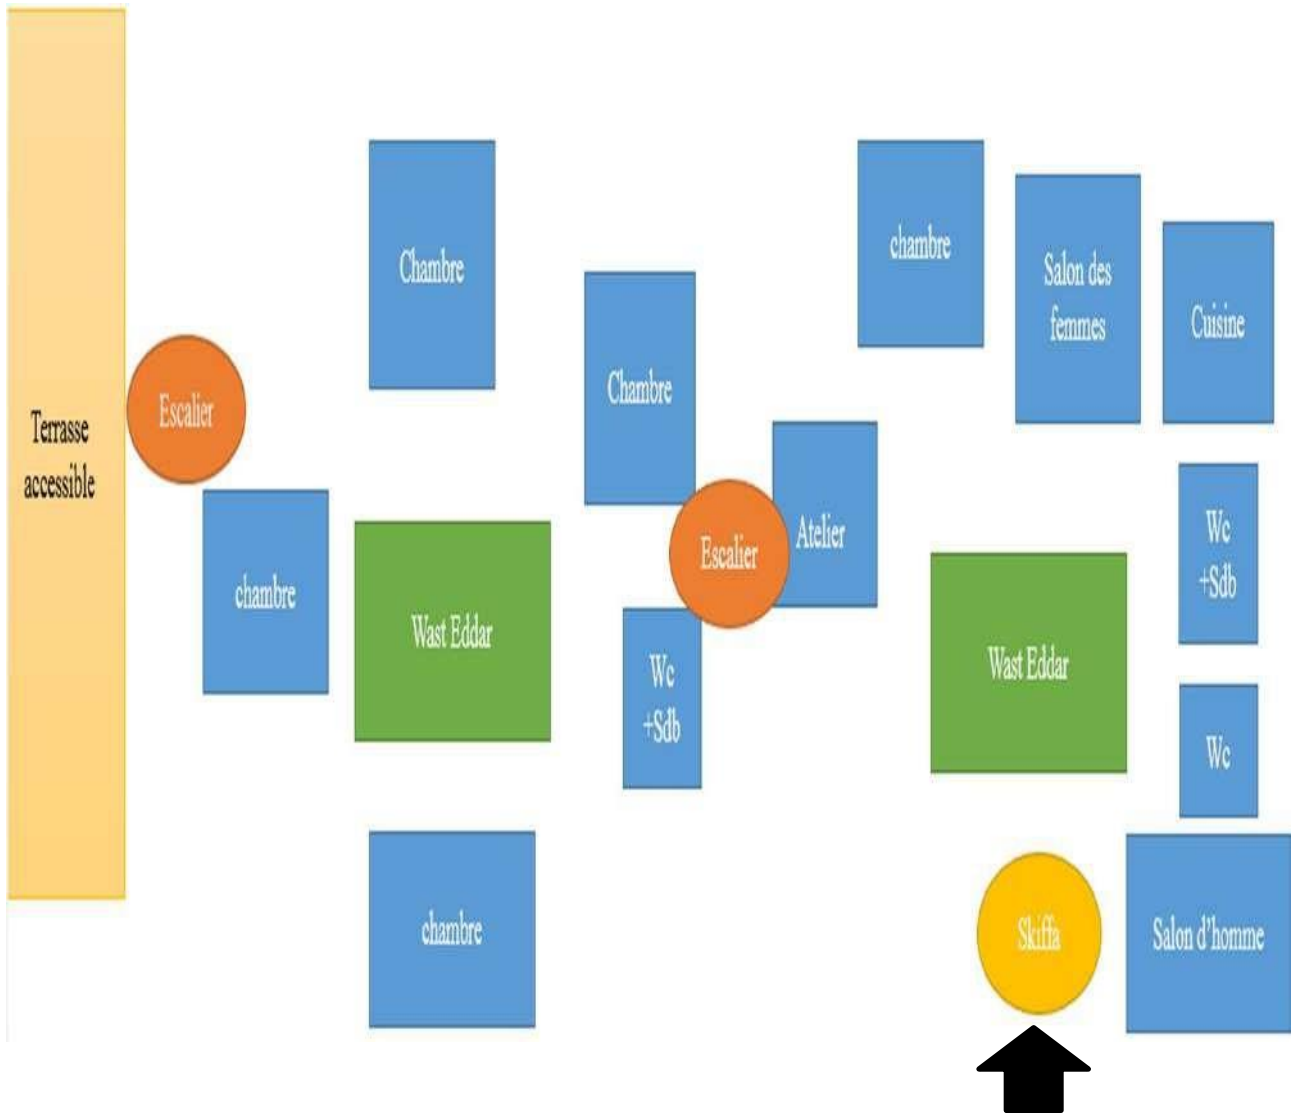 Chambre
chambre
Salon des
femmes
Cuisine
Chambre
Terrasse
accessible
Escalier
chambre
Wast Eddar
Escalier
Atelier
Wc
+Sdb
Wc
+Sdb
Wast Eddar
Wc
chambre
Skiffa
Salon d’homme